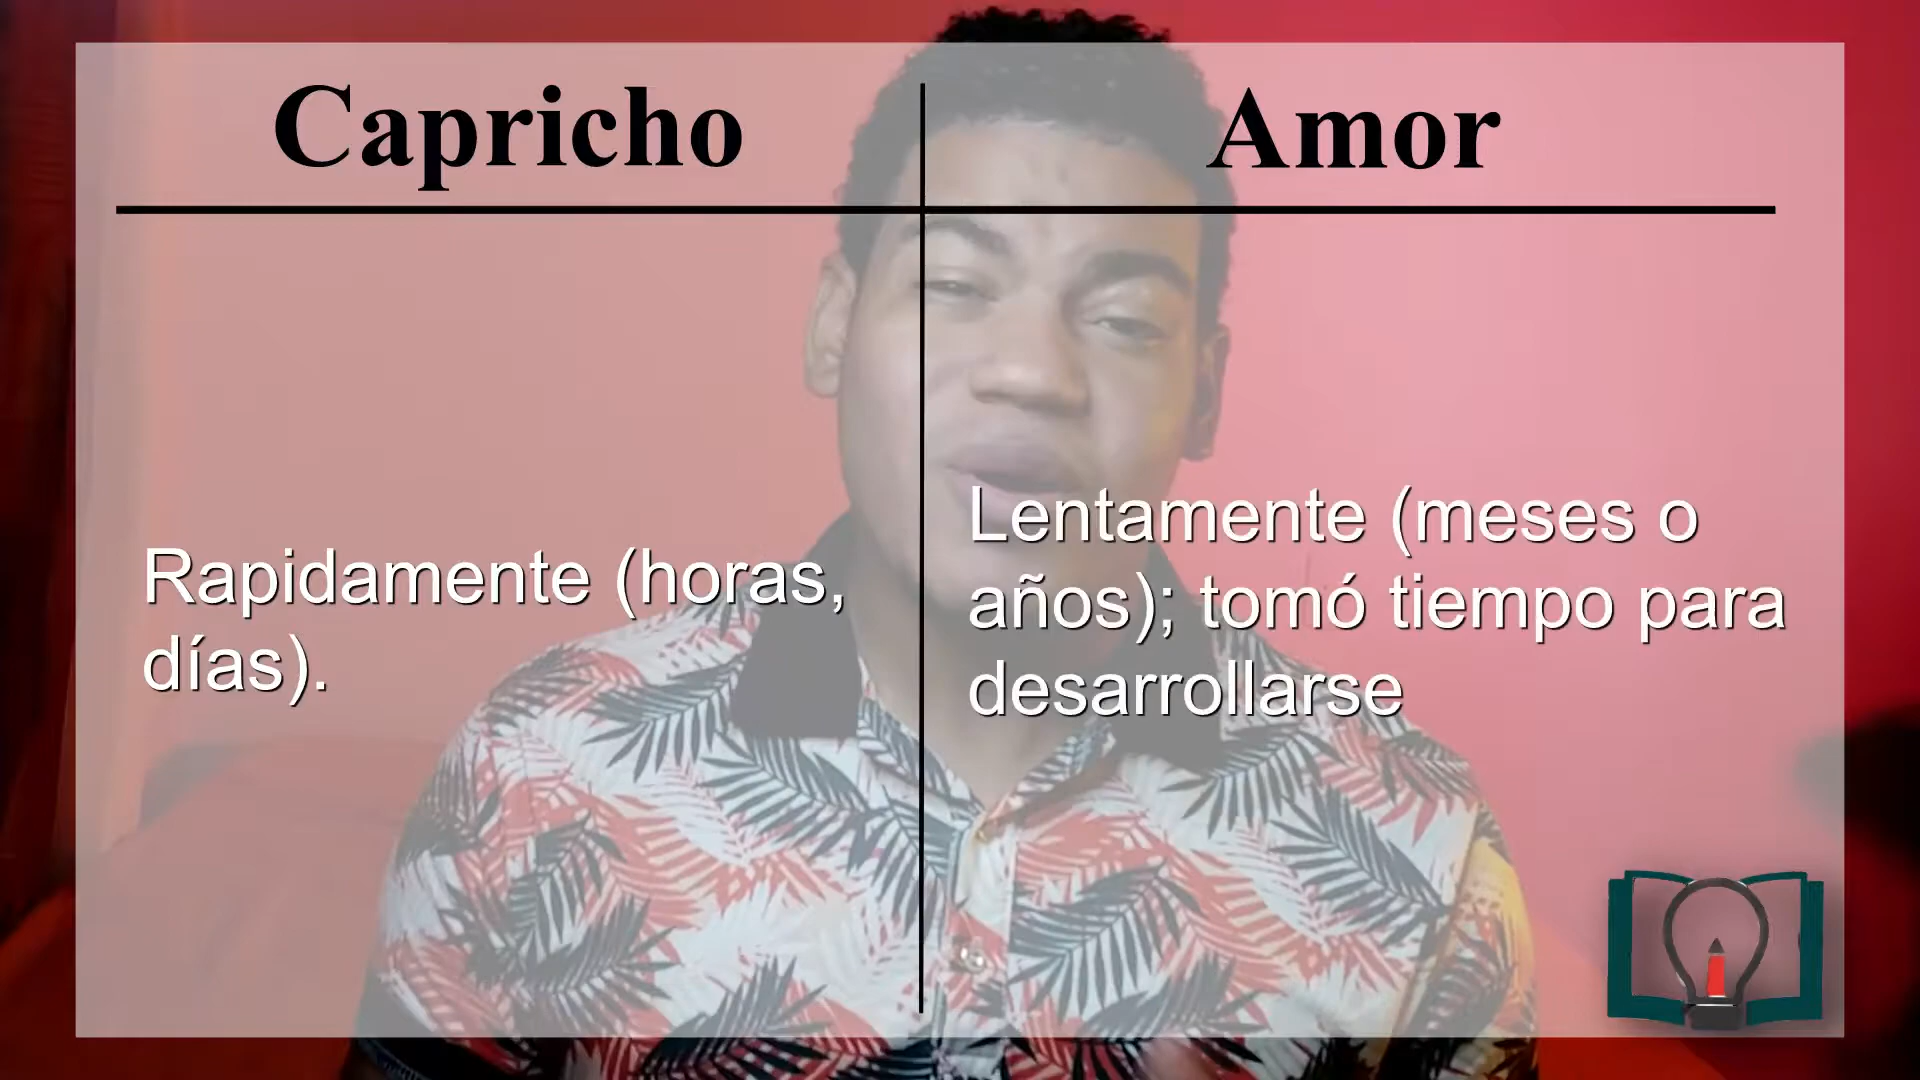 Capricho
Amor
Rapidamente (horas,
días).
Lentamente (meses o
años); tomó tiempo para
desarrollarse